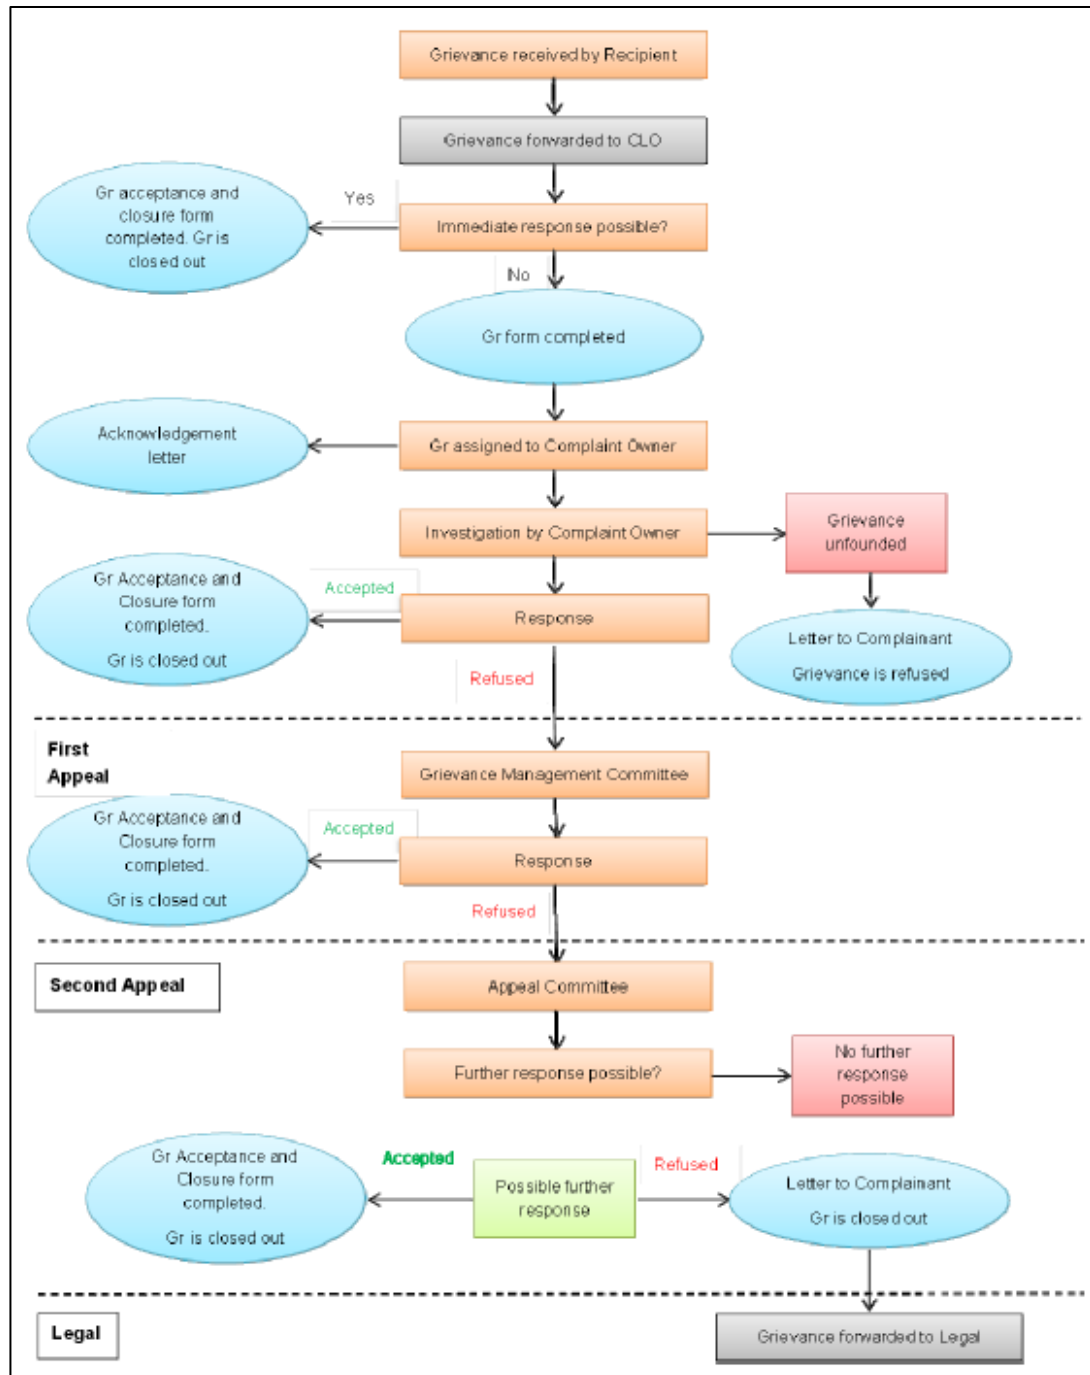 Grievance received by Recipient
Grievance forwarded to CLO
Gr acceptance and
closure form
completed. Gr is
closed out
Yes
Immediate response possible?
No
Gr form completed
Acknowledgement
letter
Gr assigned to Complaint Owner
Investigation by Complaint Owner
Grievance
unfounded
Gr Acceptance and
Closure form
completed.
Gr is closed out
Accepted
Response
Letter to Complainant
Grievance is refused
Refused
First
Appeal
Grievance Management Committee
Gr Acceptance and
Closure form
completed.
Gr is closed out
Accepted
Response
Refused
Second Appeal
Appeal Committee
Further response possible?
No further
response
possible
Gr Acceptance and
Closure form
completed.
Gr is closed out
Accepted
Possible further
response
Refused
Letter to Complainant
Gr is closed out
Legal
Grievance forwarded to Legal